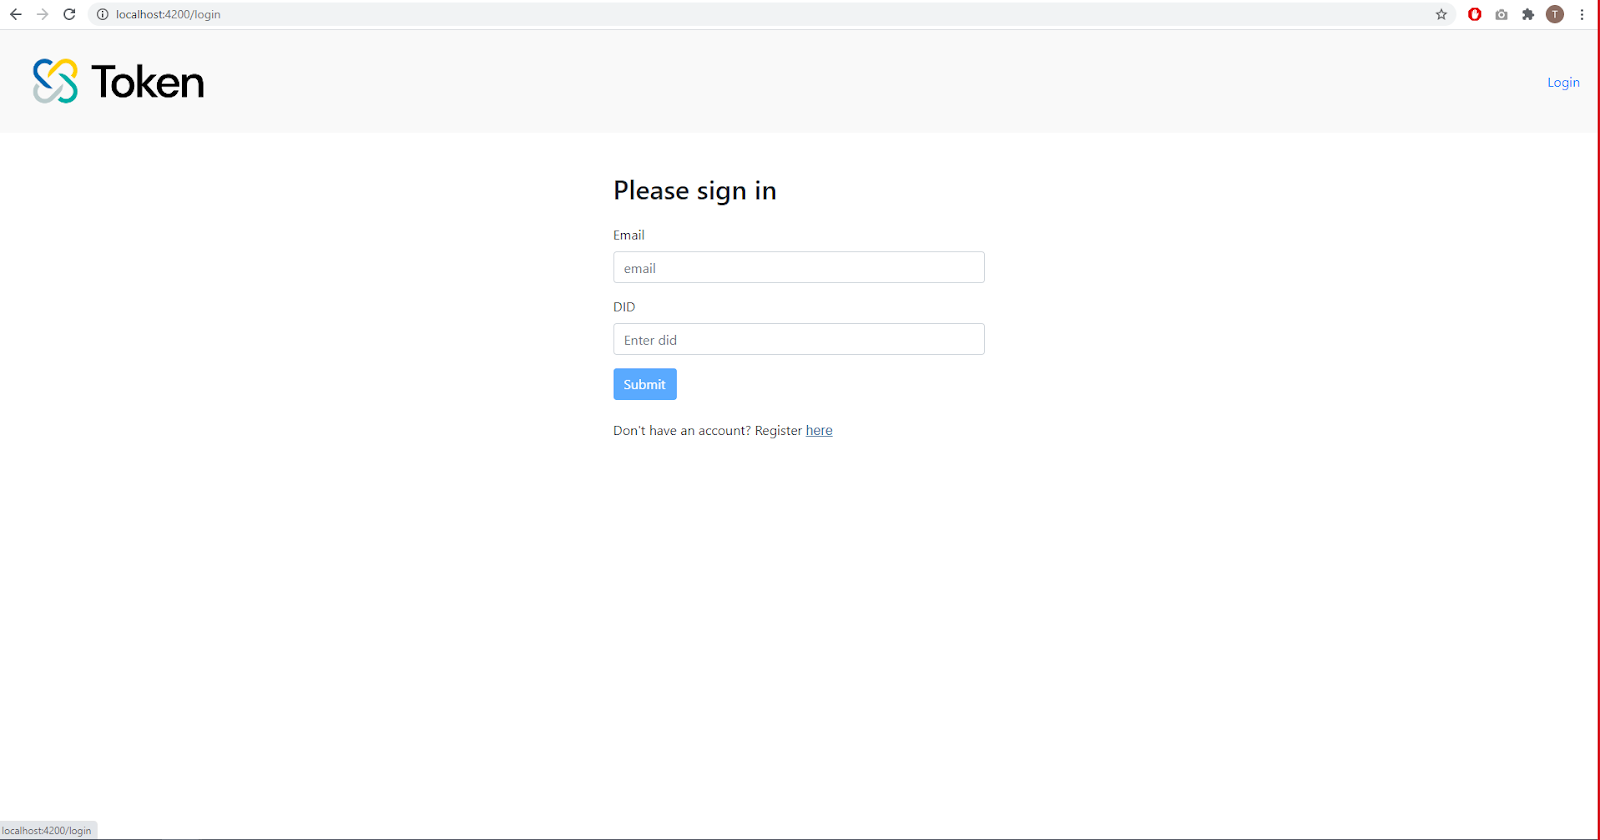 localhost:4200/login
T
Token
Login
Please sign in
Email
email
DID
Enter did
Submit
Don't have an account? Register here
localhost:4200/login